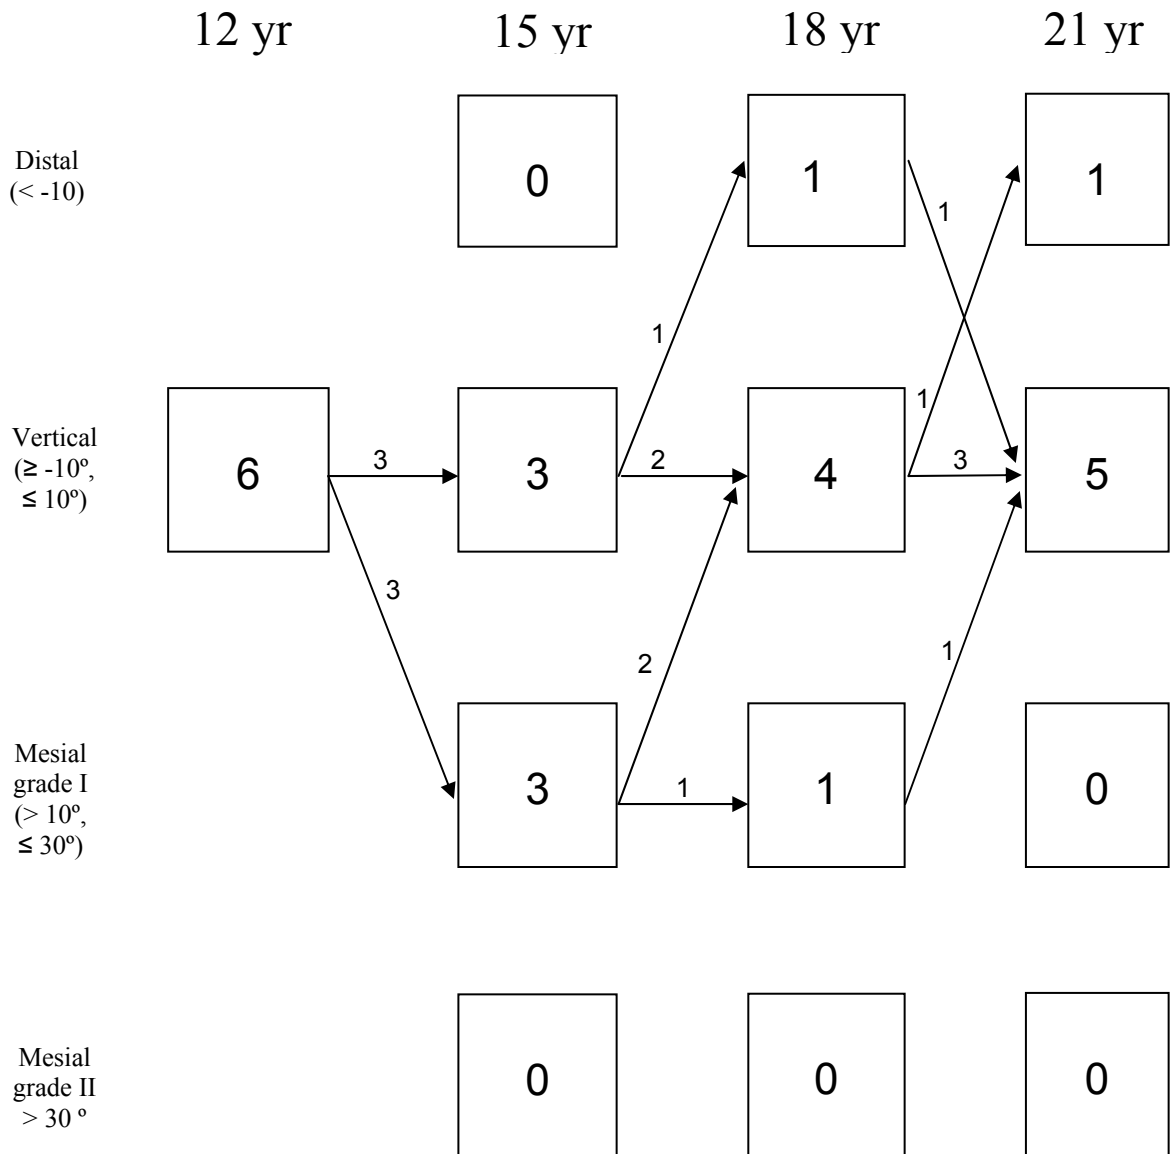 12 yr 15 yr 18 yr 21 yr
Distal
(< -10)
0 1 1
1
1
1
Vertical
(≥ -10º,
≤ 10º)
6 3 3 2 4 3 5
3
2
1
Mesial
grade I
(> 10º,
≤ 30º)
3 1 1 0
Mesial
grade II
> 30 º
0 0 0